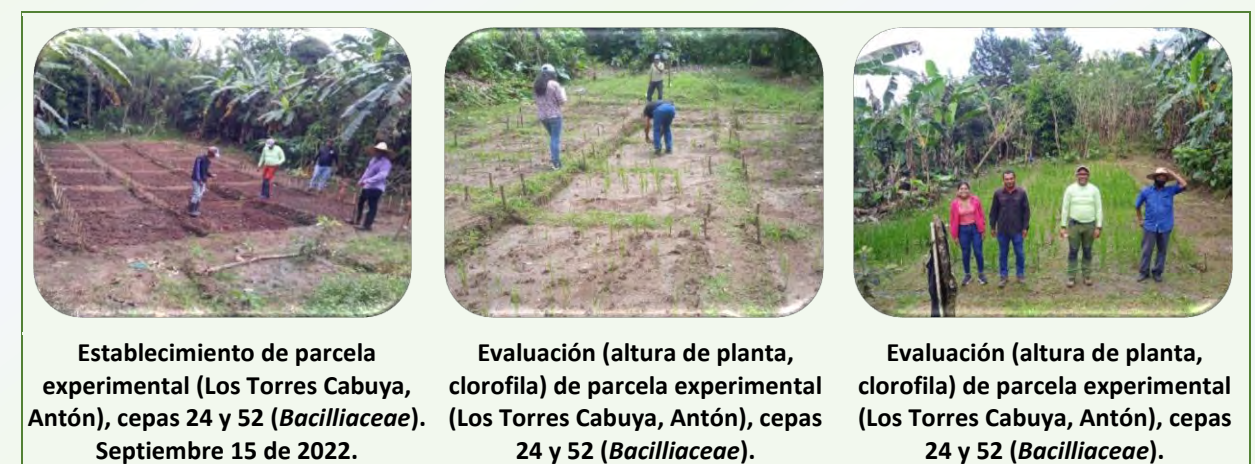 Establecimiento de parcela
experimental (Los Torres Cabuya,
Antón), cepas 24 y 52 (Bacilliaceae).
Septiembre 15 de 2022.
Evaluación (altura de planta,
clorofila) de parcela experimental
(Los Torres Cabuya, Antón), cepas
24 y 52 (Bacilliaceae).
Evaluación (altura de planta,
clorofila) de parcela experimental
(Los Torres Cabuya, Antón), cepas
24 y 52 (Bacilliaceae).